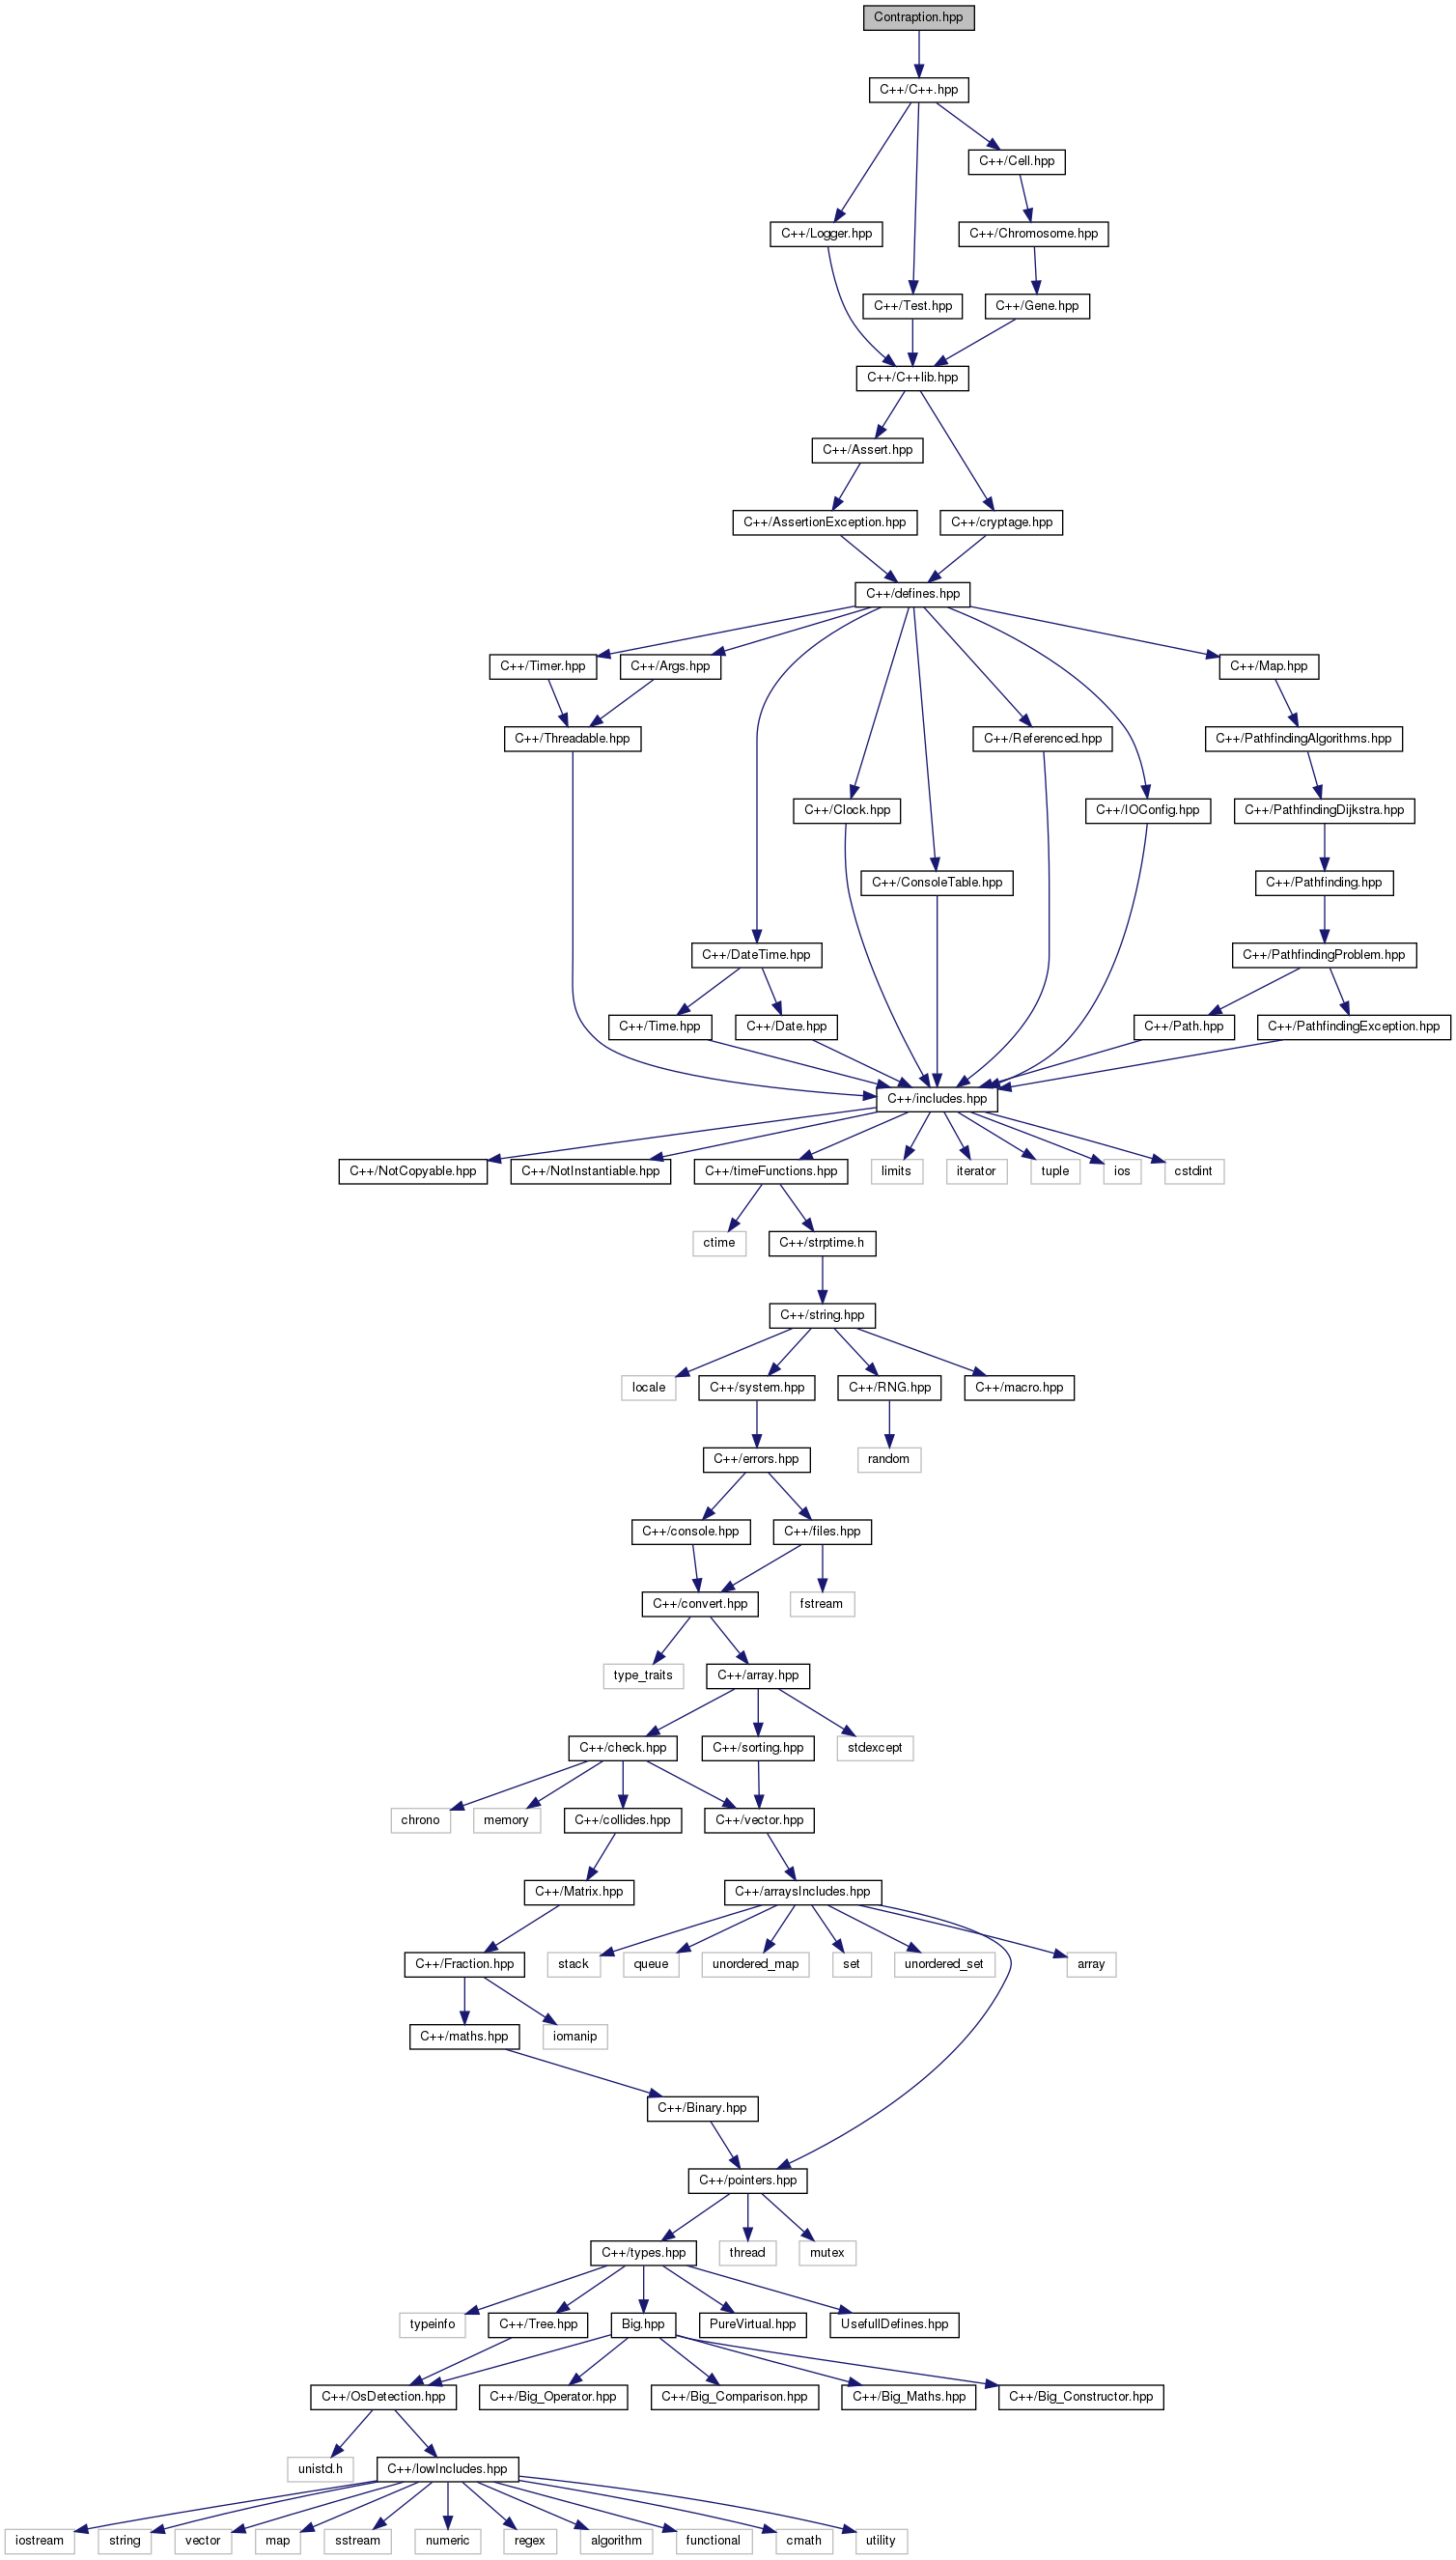 Contraption.hpp
C++/C++.hpp
C++/Cell.hpp
C++/Logger.hpp
C++/Chromosome.hpp
C++/Test.hpp
C++/Gene.hpp
C++/C++lib.hpp
C++/Assert.hpp
C++/AssertionException.hpp
C++/cryptage.hpp
C++/defines.hpp
C++/Timer.hpp
C++/Args.hpp
C++/Map.hpp
C++/Threadable.hpp
C++/Referenced.hpp
C++/PathfindingAlgorithms.hpp
C++/Clock.hpp
C++/IOConfig.hpp
C++/PathfindingDijkstra.hpp
C++/ConsoleTable.hpp
C++/Pathfinding.hpp
C++/DateTime.hpp
C++/PathfindingProblem.hpp
C++/Time.hpp
C++/Date.hpp
C++/Path.hpp
C++/PathfindingException.hpp
C++/includes.hpp
C++/NotCopyable.hpp
C++/NotInstantiable.hpp
C++/timeFunctions.hpp
limits
iterator
tuple
ios
cstdint
ctime
C++/strptime.h
C++/string.hpp
locale
C++/system.hpp
C++/RNG.hpp
C++/macro.hpp
C++/errors.hpp
random
C++/console.hpp
C++/files.hpp
C++/convert.hpp
fstream
type_traits
C++/array.hpp
C++/check.hpp
C++/sorting.hpp
stdexcept
chrono
memory
C++/collides.hpp
C++/vector.hpp
C++/Matrix.hpp
C++/arraysIncludes.hpp
C++/Fraction.hpp
stack
queue
unordered_map
set
unordered_set
array
C++/maths.hpp
iomanip
C++/Binary.hpp
C++/pointers.hpp
C++/types.hpp
thread
mutex
typeinfo
C++/Tree.hpp
Big.hpp
PureVirtual.hpp
UsefullDefines.hpp
C++/OsDetection.hpp
C++/Big_Operator.hpp
C++/Big_Comparison.hpp
C++/Big_Maths.hpp
C++/Big_Constructor.hpp
unistd.h
C++/lowIncludes.hpp
iostream
string
vector
map
sstream
numeric
regex
algorithm
functional
cmath
utility